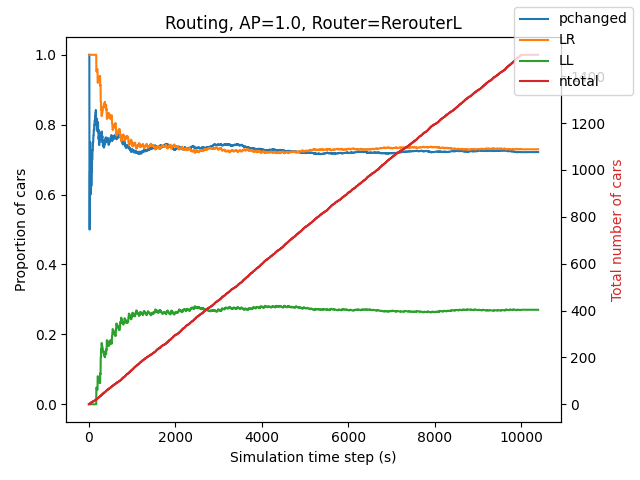 Routing, AP=1.0, Router=RerouterL
pchanged
LR
LL
ntotal
1.0
0.8
0.6
0.4
0.2
0.0
Proportion of cars
1400
1200
1000
800
600
400
200
0
Total number of cars
0
2000
4000
6000
8000
10000
Simulation time step (s)